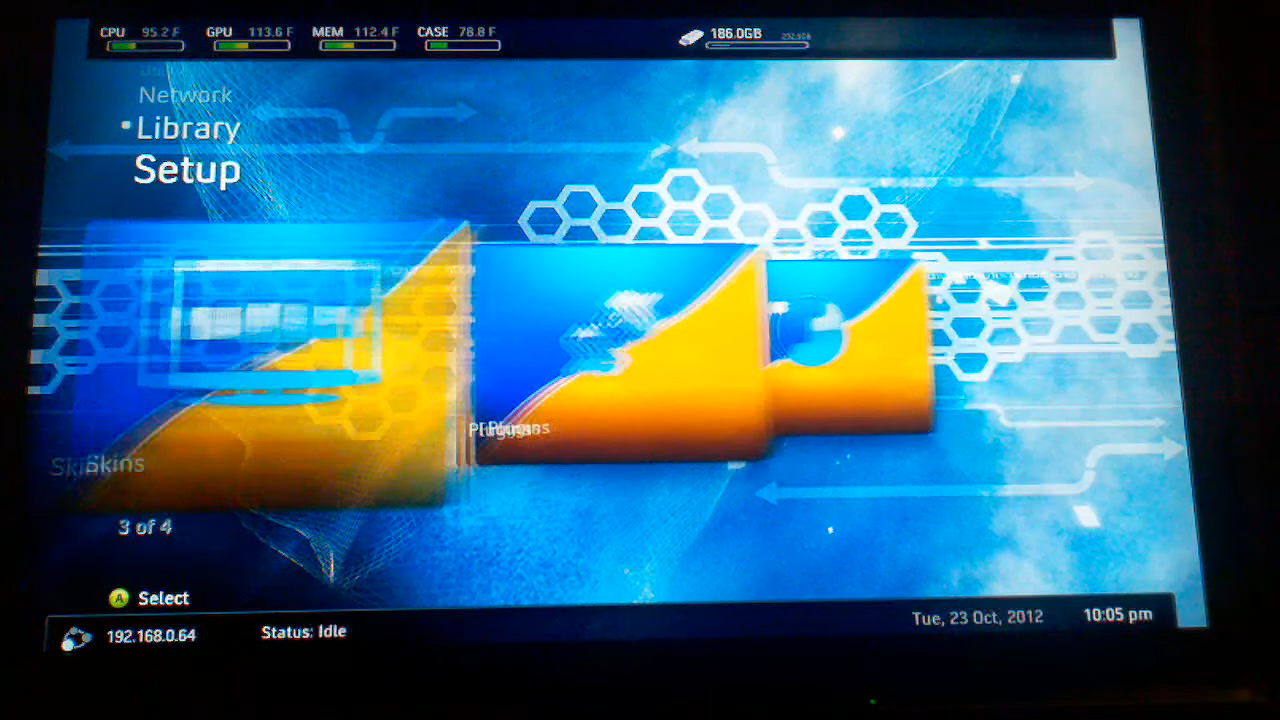 CPU 95.2 F GPU 113.6 F MEM 112.4 F CASE 78.8 F 186.0GB
Network
Library
Setup
Plugins
Skins
3 of 4
A Select
192.168.0.64 Status: Idle Tue, 23 Oct, 2012 10:05 pm